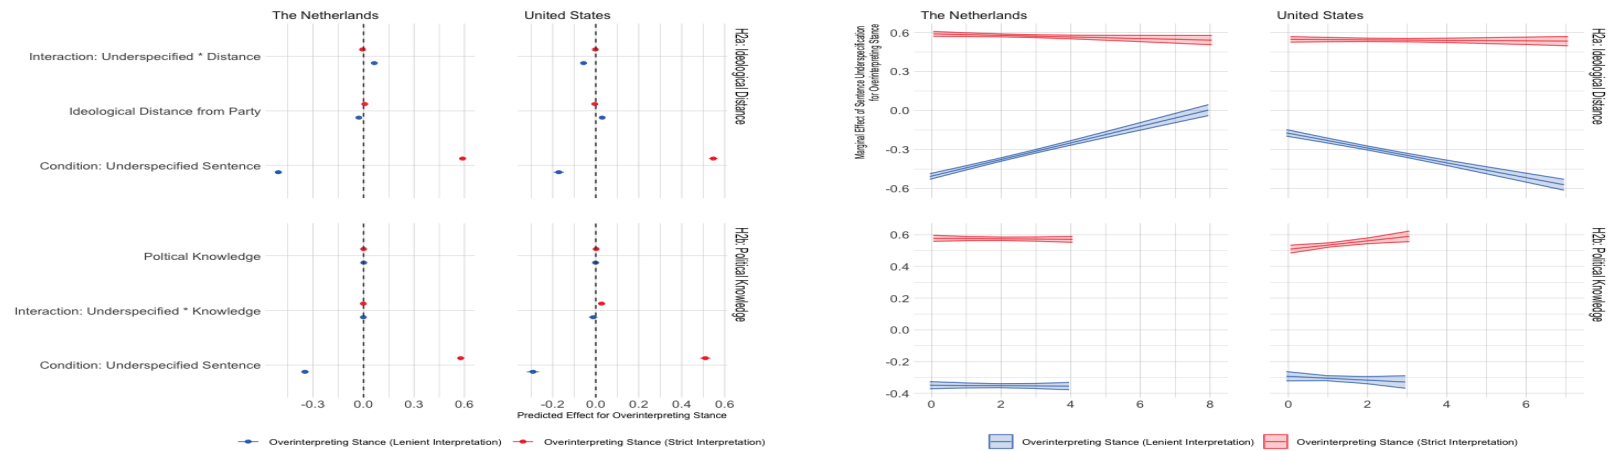 The Netherlands
United States
Interaction: Underspecified * Distance
Ideological Distance from Party
Condition: Underspecified Sentence
H2a: Ideological Distance
Poltical Knowledge
Interaction: Underspecified * Knowledge
Condition: Underspecified Sentence
H2b: Political Knowledge
-0.3 0.0 0.3 0.6
-0.2 0.0 0.2 0.4 0.6
Predicted Effect for Overinterpreting Stance
Overinterpreting Stance (Lenient Interpretation) Overinterpreting Stance (Strict Interpretation)
The Netherlands
United States
Marginal Effect of Sentence Underspecification
for Overinterpreting Stance
0.6
0.3
0.0
-0.3
-0.6
H2a: Ideological Distance
0.6
0.4
0.2
0.0
-0.2
-0.4
H2b: Political Knowledge
0 2 4 6 8
0 2 4 6
Overinterpreting Stance (Lenient Interpretation) Overinterpreting Stance (Strict Interpretation)